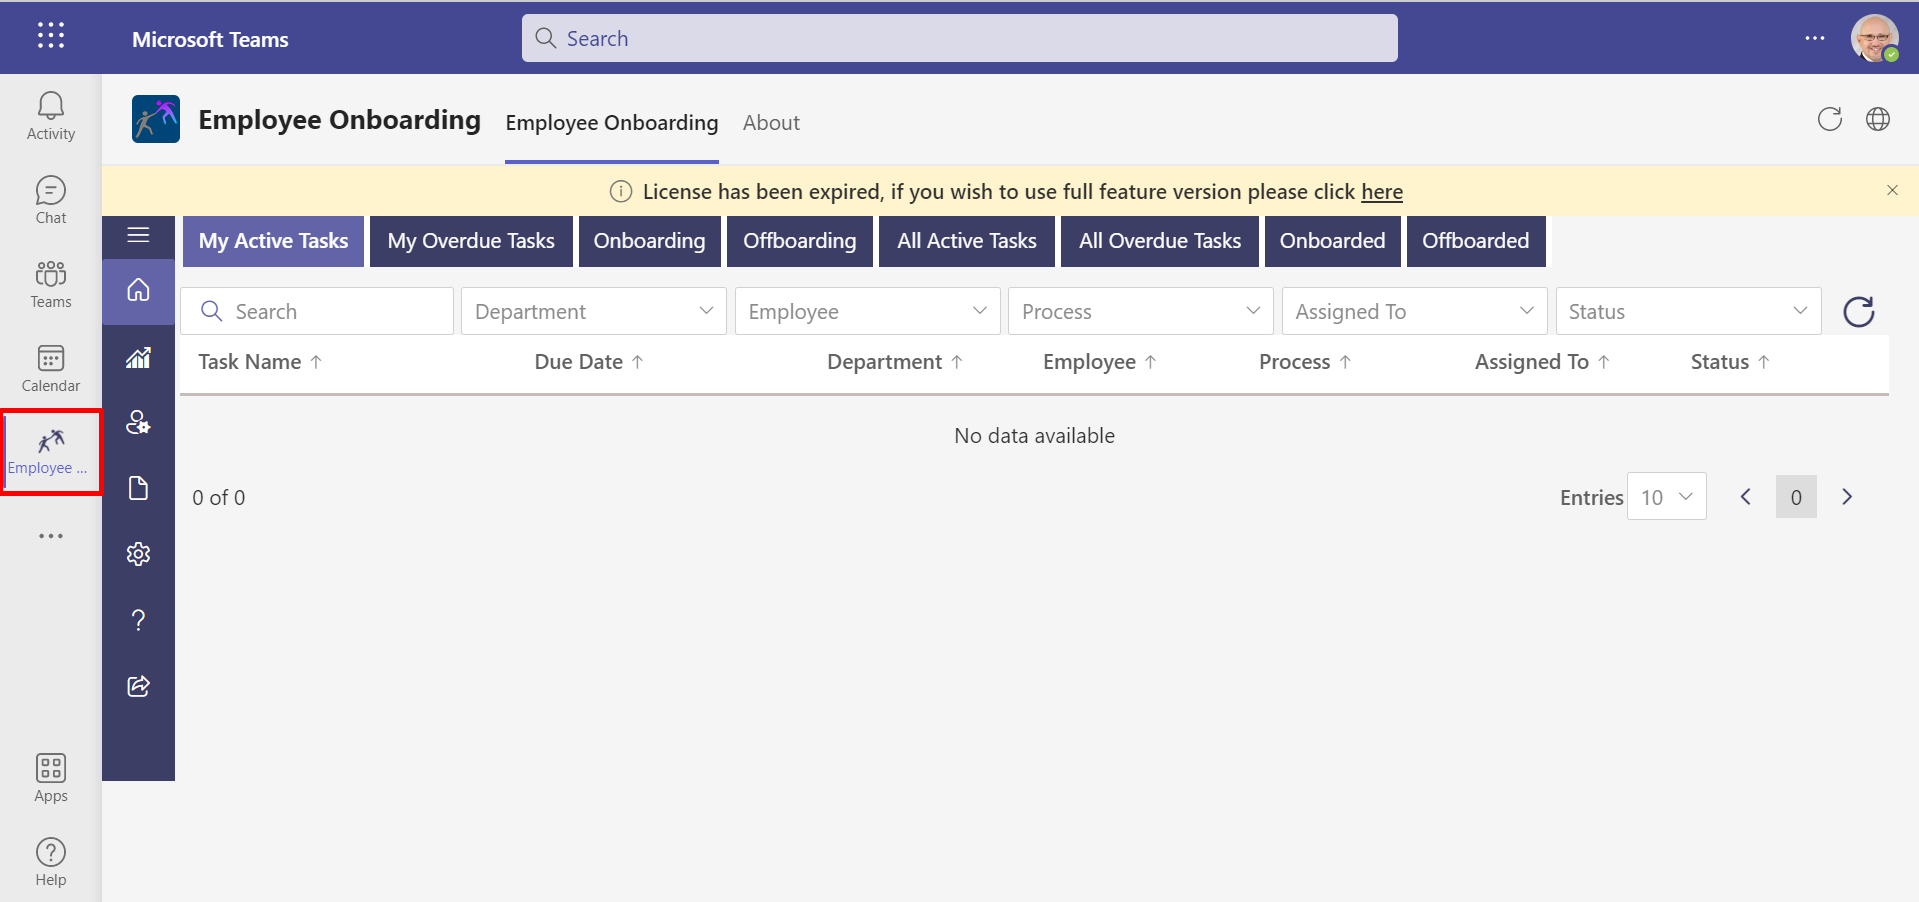 Microsoft Teams
Search
Activity
Chat
Teams
Calendar
Employee ...
Apps
Help
Employee Onboarding
Employee Onboarding
About
License has been expired, if you wish to use full feature version please click here
My Active Tasks
My Overdue Tasks
Onboarding
Offboarding
All Active Tasks
All Overdue Tasks
Onboarded
Offboarded
Search
Department
Employee
Process
Assigned To
Status
Task Name
Due Date
Department
Employee
Process
Assigned To
Status
No data available
0 of 0
Entries
10
0